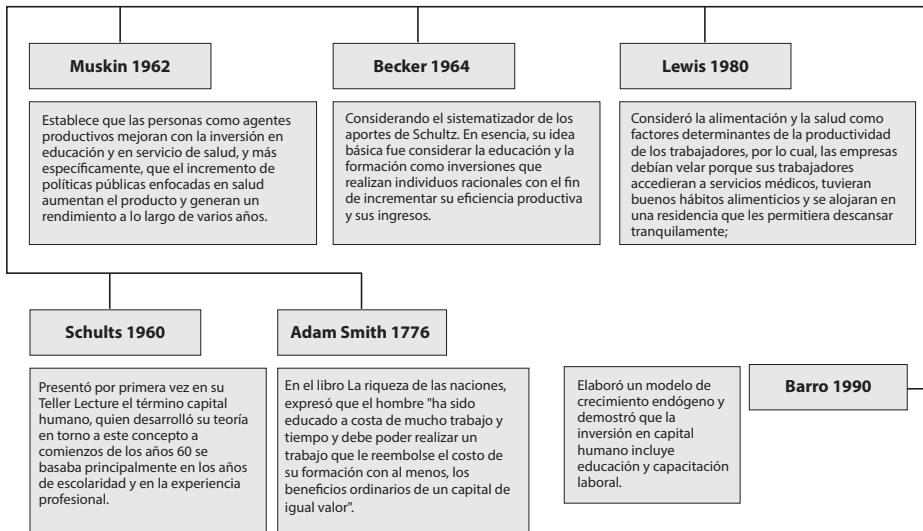 Muskin 1962
Establece que las personas como agentes
productivos mejoran con la inversión en
educación y en servicio de salud, y más
específicamente, que el incremento de
políticas públicas enfocadas en salud
aumentan el producto y generan un
rendimiento a lo largo de varios años.
Becker 1964
Considerando el sistematizador de los
aportes de Schultz. En esencia, su idea
básica fue considerar la educación y la
formación como inversiones que
realizan individuos racionales con el fin
de incrementar su eficiencia productiva
y sus ingresos.
Lewis 1980
Consideró la alimentación y la salud como
factores determinantes de la productividad
de los trabajadores, por lo cual, las empresas
debían velar porque sus trabajadores
accedieran a servicios médicos, tuvieran
buenos hábitos alimenticios y se alojaran en
una residencia que les permitiera descansar
tranquilamente;
Schults 1960
Presentó por primera vez en su
Teller Lecture el término capital
humano, quien desarrolló su teoría
en torno a este concepto a
comienzos de los años 60 se
basaba principalmente en los años
de escolaridad y en la experiencia
profesional.
Adam Smith 1776
En el libro La riqueza de las naciones,
expresó que el hombre "ha sido
educado a costa de mucho trabajo y
tiempo y debe poder realizar un
trabajo que le reembolse el costo de
su formación con al menos, los
beneficios ordinarios de un capital de
igual valor".
Elaboró un modelo de
crecimiento endógeno y
demostró que la
inversión en capital
humano incluye
educación y capacitación
laboral.
Barro 1990